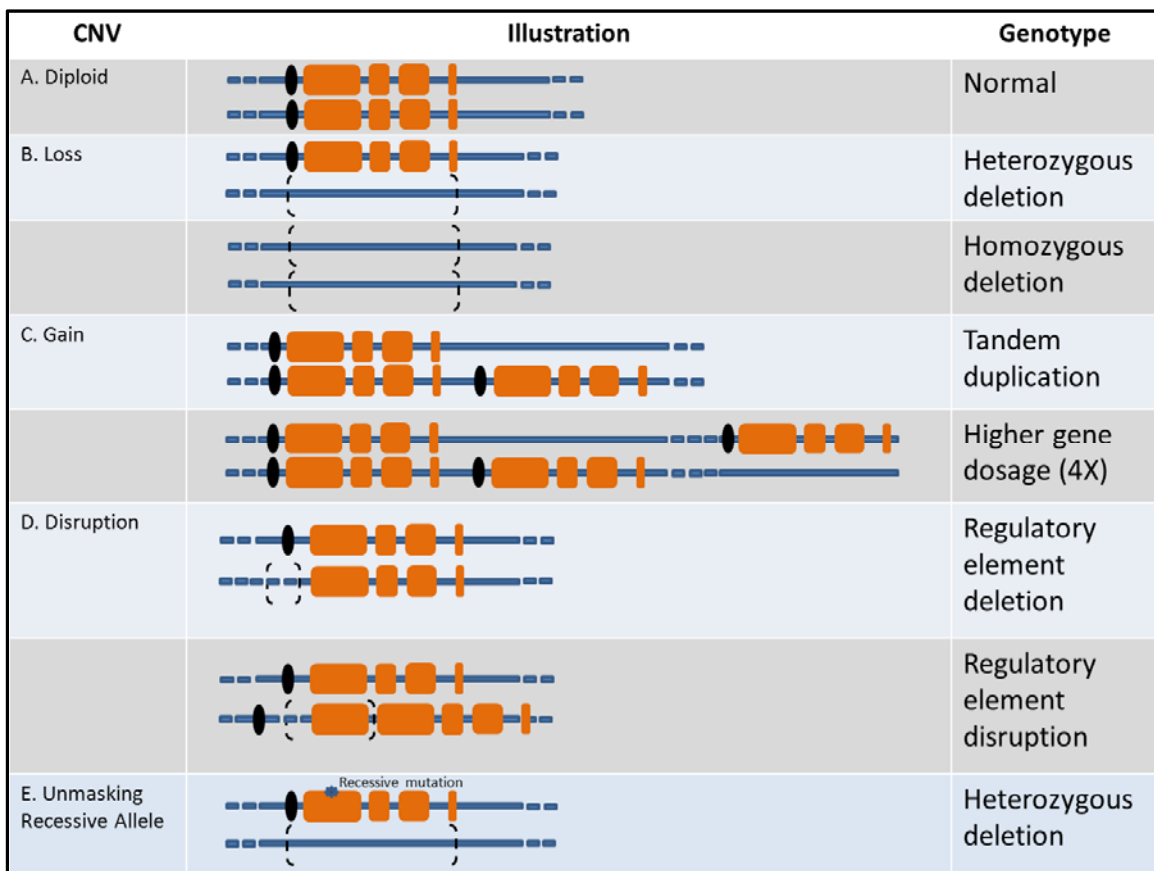 CNV Illustration Genotype
A. Diploid
Normal
B. Loss
Heterozygous
deletion
Homozygous
deletion
C. Gain
Tandem
duplication
Higher gene
dosage (4X)
D. Disruption
Regulatory
element
deletion
Regulatory
element
disruption
E. Unmasking
Recessive Allele
Recessive mutation
Heterozygous
deletion